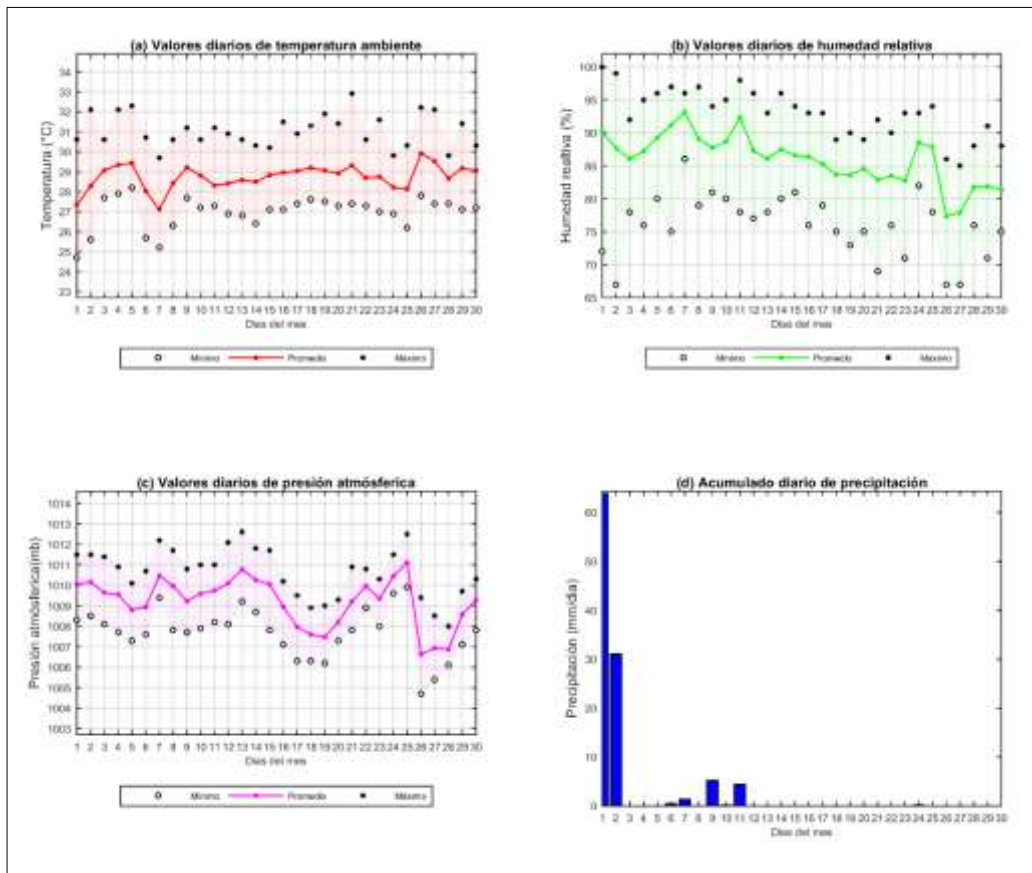 (a) Valores diarios de temperatura ambiente
Temperatura (°C)
34
33
32
31
30
29
28
27
26
25
24
23
1 2 3 4 5 6 7 8 9 10 11 12 13 14 15 16 17 18 19 20 21 22 23 24 25 26 27 28 29 30
Dias del mes
Minimo Promedio Máximo
(b) Valores diarios de humedad relativa
Humedad realtiva (%)
100
95
90
85
80
75
70
65
1 2 3 4 5 6 7 8 9 10 11 12 13 14 15 16 17 18 19 20 21 22 23 24 25 26 27 28 29 30
Dias del mes
Minimo Promedio Máximo
(c) Valores diarios de presión atmósferica
Presión atmósferica(mb)
1014
1013
1012
1011
1010
1009
1008
1007
1006
1005
1004
1003
1 2 3 4 5 6 7 8 9 10 11 12 13 14 15 16 17 18 19 20 21 22 23 24 25 26 27 28 29 30
Dias del mes
Minimo Promedio Máximo
(d) Acumulado diario de precipitación
Precipitación (mm/dia)
60
50
40
30
20
10
0
1 2 3 4 5 6 7 8 9 10 11 12 13 14 15 16 17 18 19 20 21 22 23 24 25 26 27 28 29 30
Dias del mes